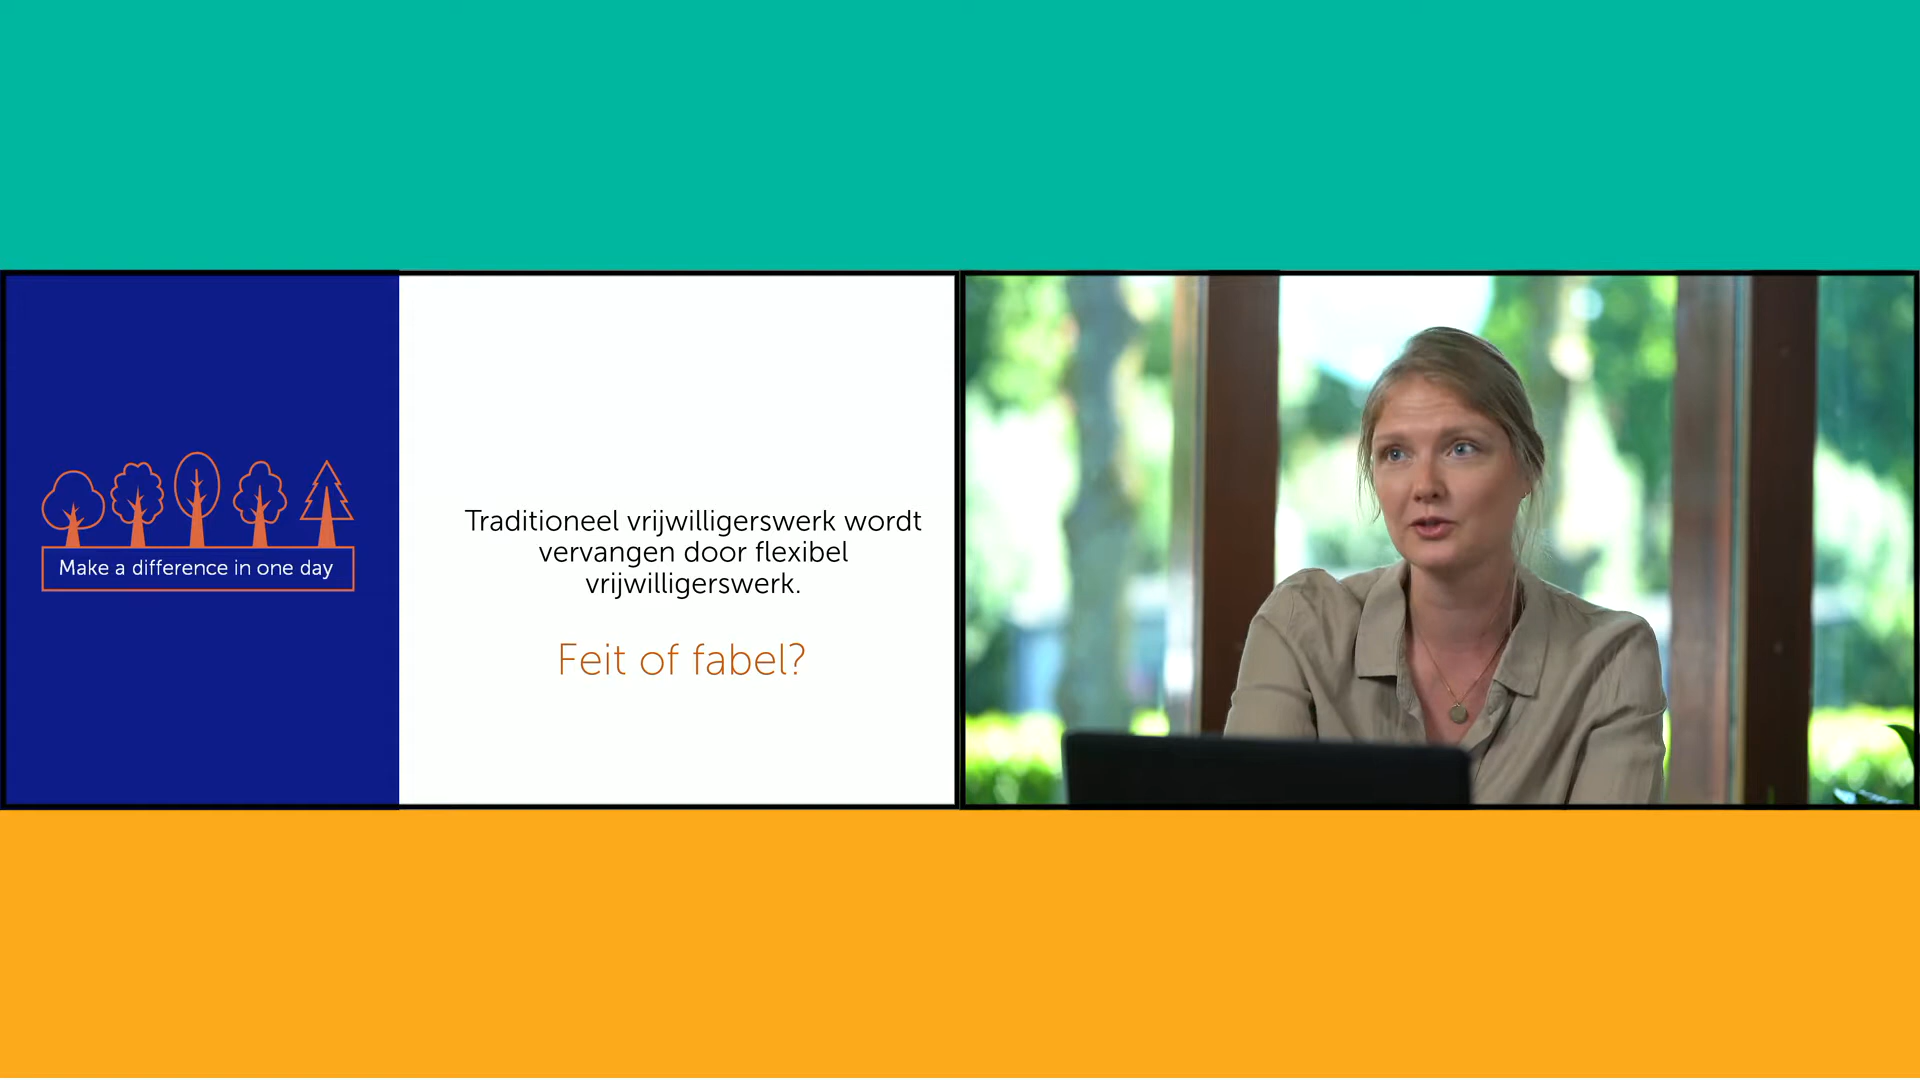 Make a difference in one day
Traditioneel vrijwilligerswerk wordt
vervangen door flexibel
vrijwilligerswerk.
Feit of fabel?